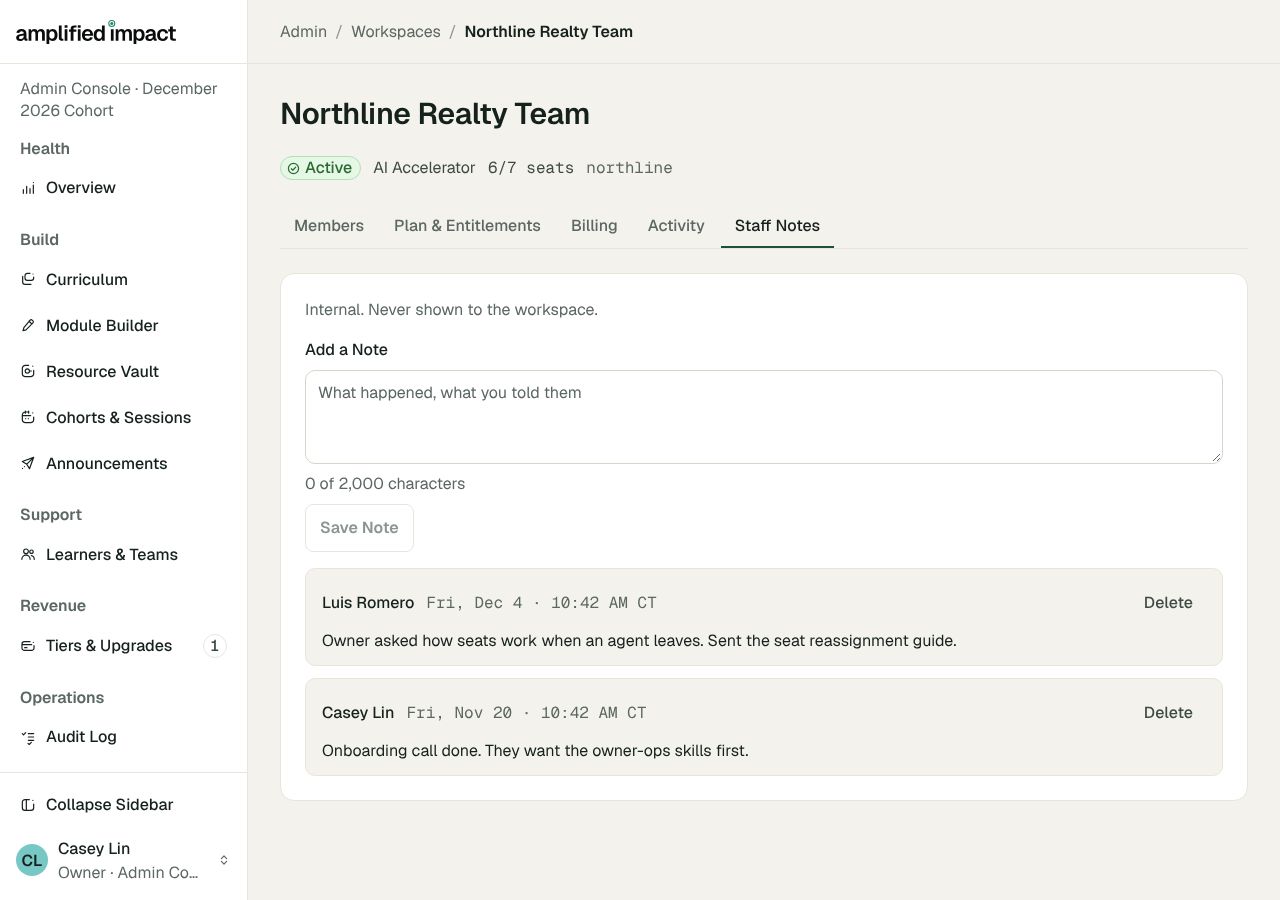 amplified impact
Admin / Workspaces / Northline Realty Team
Admin Console · December
2026 Cohort
Health
Overview
Build
Curriculum
Module Builder
Resource Vault
Cohorts & Sessions
Announcements
Support
Learners & Teams
Revenue
Tiers & Upgrades 1
Operations
Audit Log
Collapse Sidebar
CL
Casey Lin
Owner · Admin Co...
Northline Realty Team
Active AI Accelerator 6/7 seats northline
Members Plan & Entitlements Billing Activity Staff Notes
Internal. Never shown to the workspace.
Add a Note
What happened, what you told them
0 of 2,000 characters
Save Note
Luis Romero Fri, Dec 4 · 10:42 AM CT Delete
Owner asked how seats work when an agent leaves. Sent the seat reassignment guide.
Casey Lin Fri, Nov 20 · 10:42 AM CT Delete
Onboarding call done. They want the owner-ops skills first.